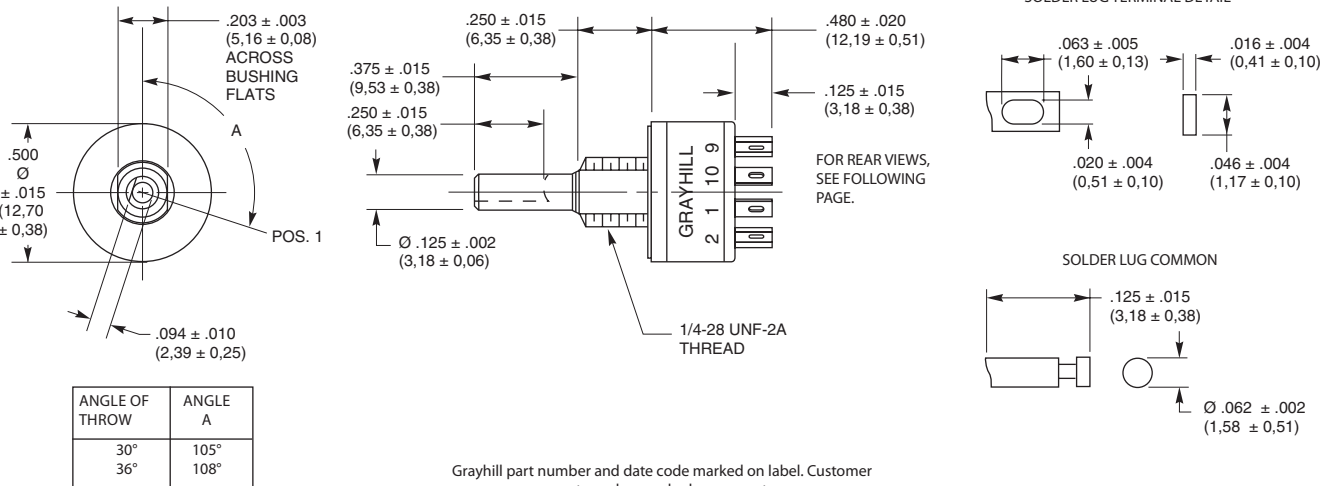 .203 ± .003
(5,16 ± 0,08)
ACROSS
BUSHING
FLATS
A
.500
Ø
± .015
(12,70
± 0,38)
POS. 1
.094 ± .010
(2,39 ± 0,25)
ANGLE OF THROW
ANGLE A
30° 105°
36° 108°
.250 ± .015
(6,35 ± 0,38)
.480 ± .020
(12,19 ± 0,51)
.375 ± .015
(9,53 ± 0,38)
.250 ± .015
(6,35 ± 0,38)
.125 ± .015
(3,18 ± 0,38)
GRAYHILL
2 1 10 9
FOR REAR VIEWS,
SEE FOLLOWING
PAGE.
Ø .125 ± .002
(3,18 ± 0,06)
1/4-28 UNF-2A
THREAD
Grayhill part number and date code marked on label. Customer
SOLDER LUG TERMINAL DETAIL
.063 ± .005
(1,60 ± 0,13)
.016 ± .004
(0,41 ± 0,10)
.020 ± .004
(0,51 ± 0,10)
.046 ± .004
(1,17 ± 0,10)
SOLDER LUG COMMON
.125 ± .015
(3,18 ± 0,38)
Ø .062 ± .002
(1,58 ± 0,51)